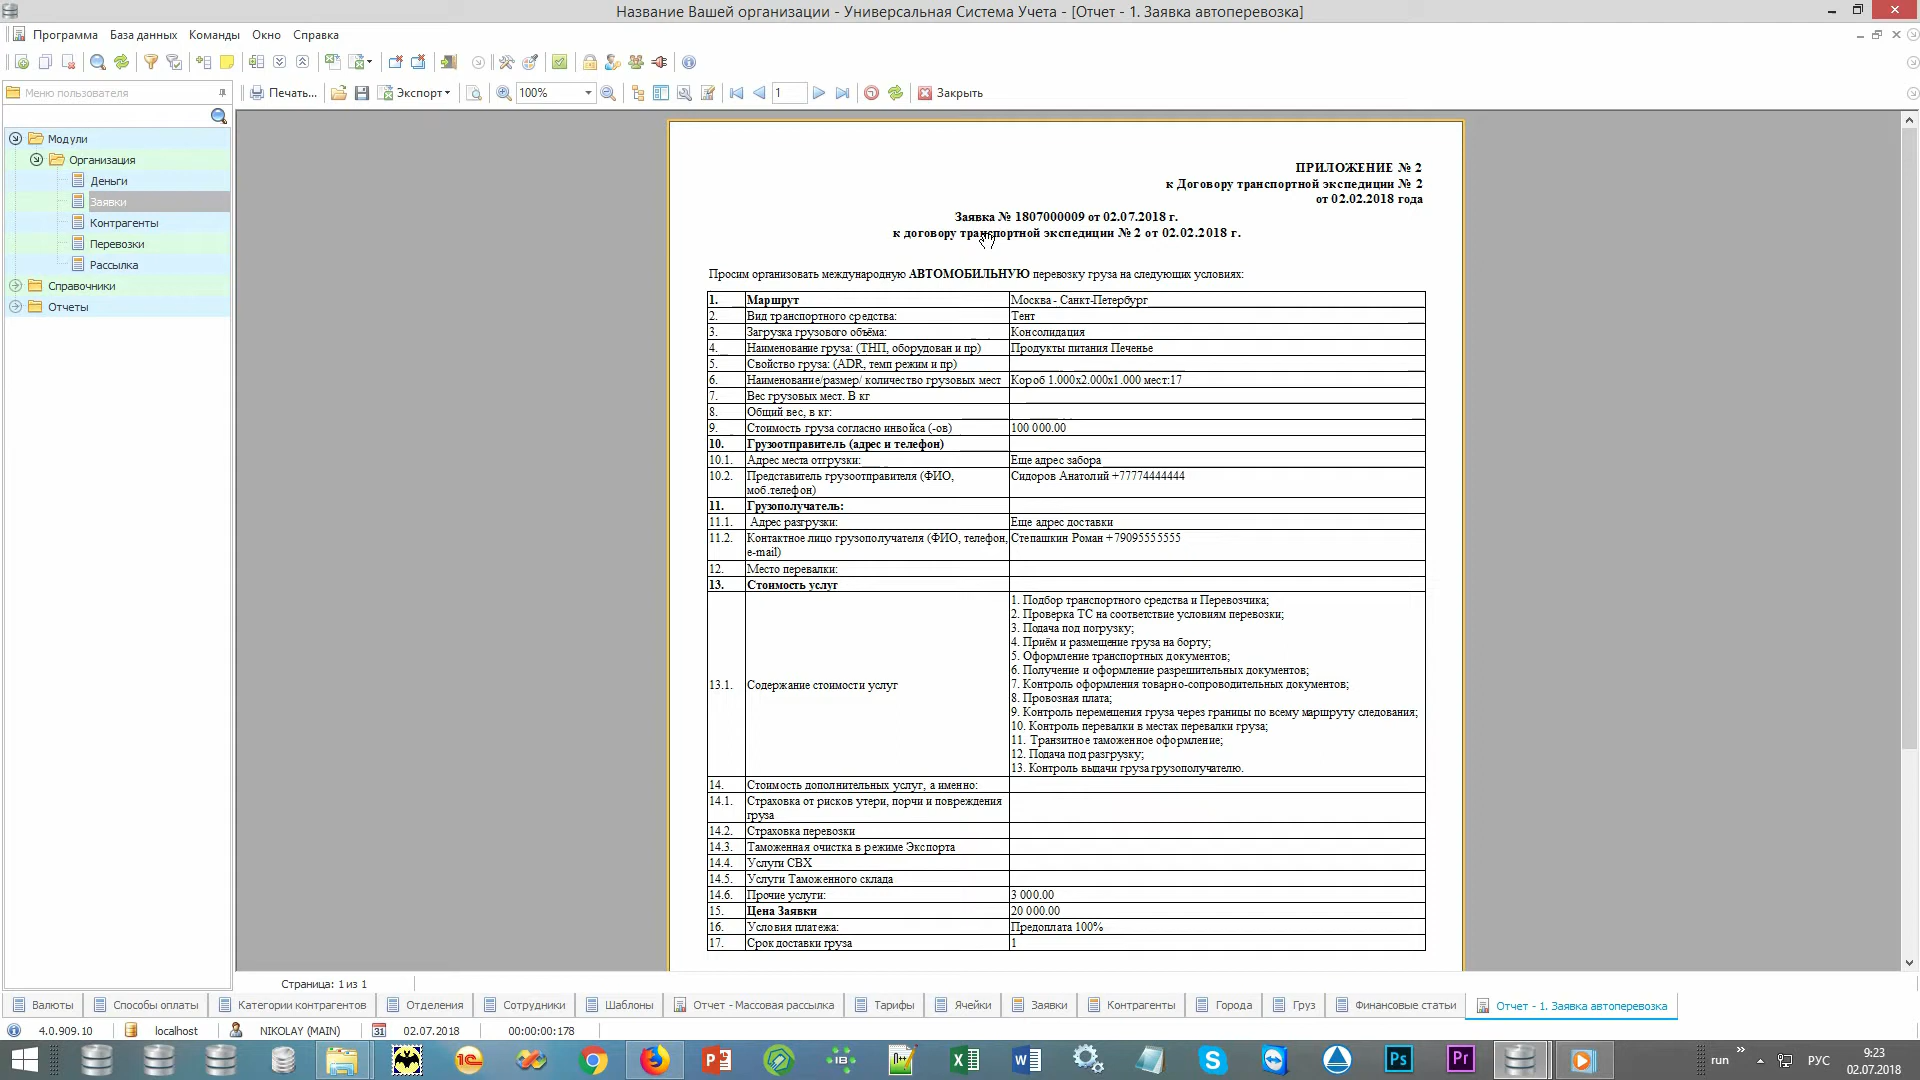 Название Вашей организации - Универсальная Система Учета - [Отчет - 1. Заявка автоперевозка]
Программа База данных Команды Окно Справка
Меню пользователя
Печать... Экспорт 100% 1 Закрыть
Модули
Организация
Деньги
Заявки
Контрагенты
Перевозки
Рассылка
Справочники
Отчеты
ПРИЛОЖЕНИЕ № 2
к Договору транспортной экспедиции № 2
от 02.02.2018 года
Заявка № 1807000009 от 02.07.2018 г.
к договору транспортной экспедиции № 2 от 02.02.2018 г.
Просим организовать международную АВТОМОБИЛЬНУЮ перевозку груза на следующих условиях:
1. Маршрут Москва - Санкт-Петербург
2. Вид транспортного средства: Тент
3. Загрузка грузового объёма: Консолидация
4. Наименование груза: (ТНП, оборудован и пр) Продукты питания Печенье
5. Свойство груза: (ADR, темп режим и пр)
6. Наименование/размер/ количество грузовых мест Короб 1.000x2.000x1.000 мест:17
7. Вес грузовых мест. В кг
8. Общий вес, в кг:
9. Стоимость груза согласно инвойса (-ов) 100 000.00
10. Грузоотправитель (адрес и телефон)
10.1. Адрес места отгрузки: Еще адрес забора
10.2. Представитель грузоотправителя (ФИО, Сидоров Анатолий +77774444444
моб.телефон)
11. Грузополучатель:
11.1. Адрес разгрузки: Еще адрес доставки
11.2. Контактное лицо грузополучателя (ФИО, телефон, Степашкин Роман +79095555555
e-mail)
12. Место перевалки:
13. Стоимость услуг
1. Подбор транспортного средства и Перевозчика;
2. Проверка ТС на соответствие условиям перевозки;
3. Подача под погрузку;
4. Приём и размещение груза на борту;
5. Оформление транспортных документов;
6. Получение и оформление разрешительных документов;
13.1. Содержание стоимости услуг 7. Контроль оформления товарно-сопроводительных документов;
8. Провозная плата;
9. Контроль перемещения груза через границы по всему маршруту следования;
10. Контроль перевалки в местах перевалки груза;
11. Транзитное таможенное оформление;
12. Подача под разгрузку;
13. Контроль выдачи груза грузополучателю.
14. Стоимость дополнительных услуг, а именно:
14.1. Страховка от рисков утери, порчи и повреждения
груза
14.2. Страховка перевозки
14.3. Таможенная очистка в режиме Экспорта
14.4. Услуги СВХ
14.5. Услуги Таможенного склада
14.6. Прочие услуги: 3 000.00
15. Цена Заявки 20 000.00
16. Условия платежа: Предоплата 100%
17. Срок доставки груза 1
Страница: 1 из 1
Валюты Способы оплаты Категории контрагентов Отделения Сотрудники Шаблоны Отчет - Массовая рассылка Тарифы Ячейки Заявки Контрагенты Города Груз Финансовые статьи Отчет - 1. Заявка автоперевозка
4.0.909.10 localhost NIKOLAY (MAIN) 31 02.07.2018 00:00:00:178
run » РУС 9:23
02.07.2018